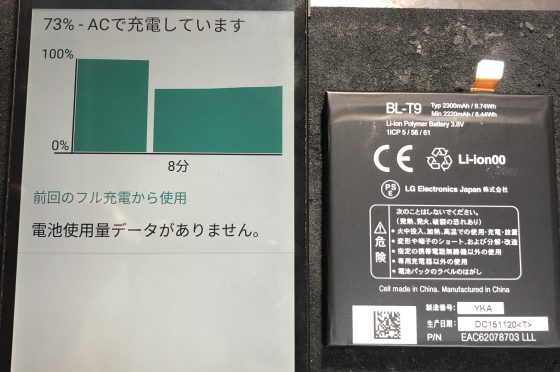 73% - ACで充電しています
100%
0%
8分
前回のフル充電から使用
電池使用量データがありません。
BL-T9
Typ 2300mAh / 8.74Wh
Min 2220mAh / 8.44Wh
Li-ion Polymer Battery 3.8V
1ICP 5 / 56 / 61
CE
Li-ion00
PSE
LG Electronics Japan 株式会社
危険
次のことはしないでください。
(発熱、発火、破裂の恐れあり)
・火中投入、加熱、高温での使用・充電・放置
・変形や端子のショート、および分解・改造
・指定の携帯電話無線機以外の使用
・専用充電器以外の使用
・電池パックのラベルのはがし
Cell made in China. Manufactured in China
製造番号: YKA
生産日期: DC151120<T>
P/N EAC62078703 LLL